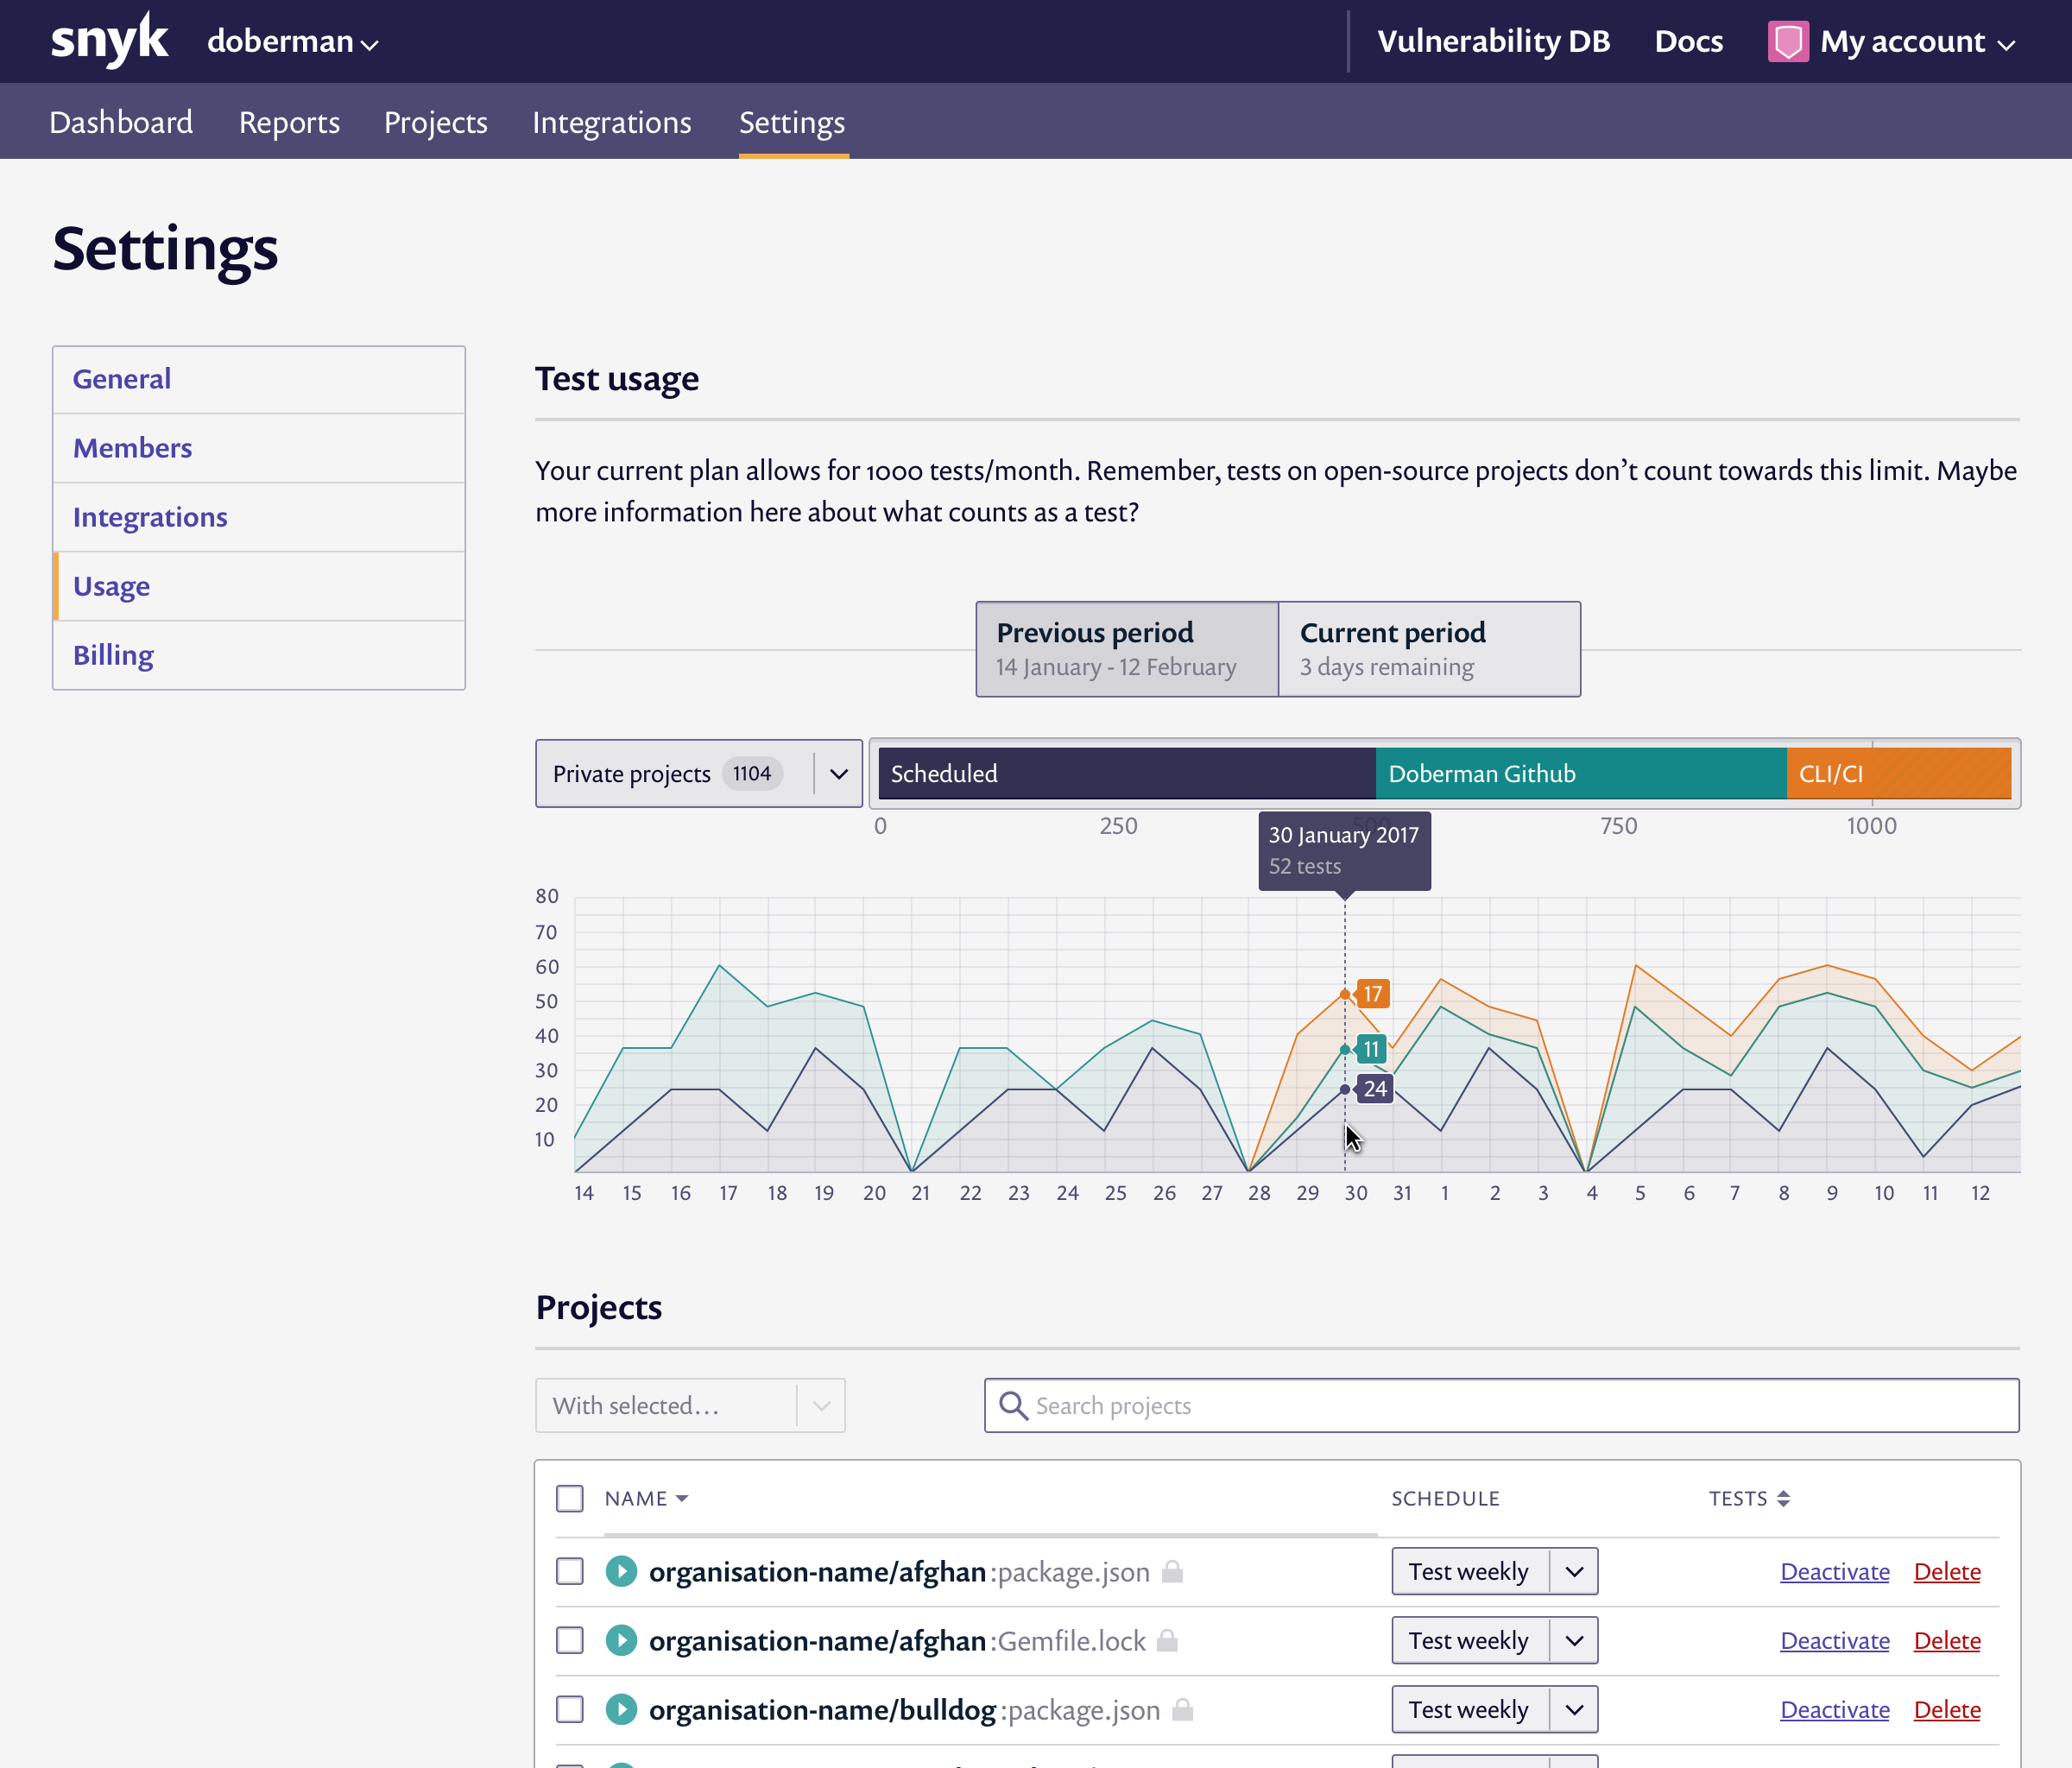 snyk doberman Vulnerability DB Docs My account
Dashboard Reports Projects Integrations Settings
Settings
General
Members
Integrations
Usage
Billing
Test usage
Your current plan allows for 1000 tests/month. Remember, tests on open-source projects don’t count towards this limit. Maybe
more information here about what counts as a test?
Previous period
14 January - 12 February
Current period
3 days remaining
Private projects 1104
Scheduled Doberman Github CLI/CI
0 250 500 750 1000
30 January 2017
52 tests
80
70
60
50
40
30
20
10
17
11
24
14 15 16 17 18 19 20 21 22 23 24 25 26 27 28 29 30 31 1 2 3 4 5 6 7 8 9 10 11 12
Projects
With selected… Search projects
NAME SCHEDULE TESTS
organisation-name/afghan:package.json Test weekly Deactivate Delete
organisation-name/afghan:Gemfile.lock Test weekly Deactivate Delete
organisation-name/bulldog:package.json Test weekly Deactivate Delete